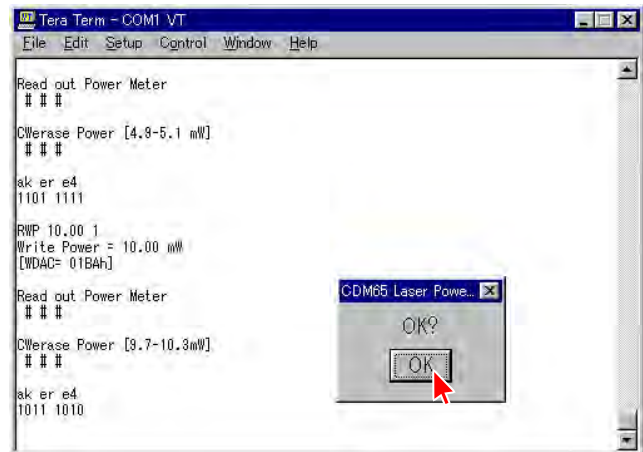 Tera Term - COM1 VT
File Edit Setup Control Window Help
Read out Power Meter
# # #
CWerase Power [4.9-5.1 mW]
# # #
ak er e4
1101 1111
RWP 10.00 1
Write Power = 10.00 mW
[WDAC= 01BAh]
Read out Power Meter
# # #
CWerase Power [9.7-10.3mW]
# # #
ak er e4
1011 1010
CDM65 Laser Powe...
OK?
OK